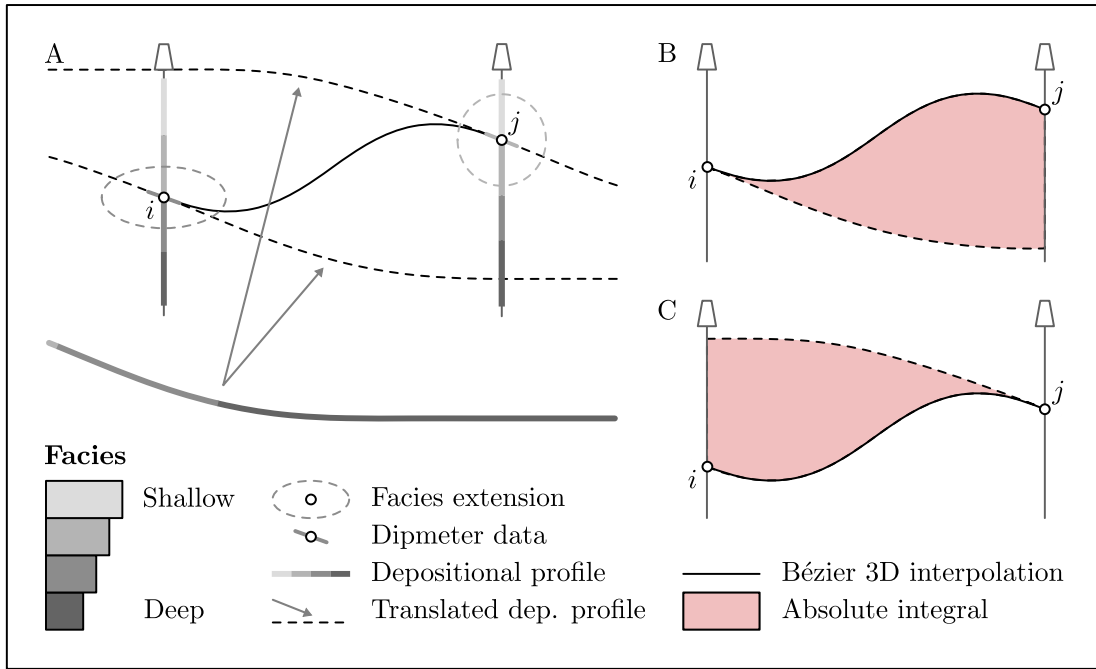 A
i
j
B
i
j
C
i
j
Facies
Shallow
Deep
Facies extension
Dipmeter data
Depositional profile
Translated dep. profile
Bézier 3D interpolation
Absolute integral